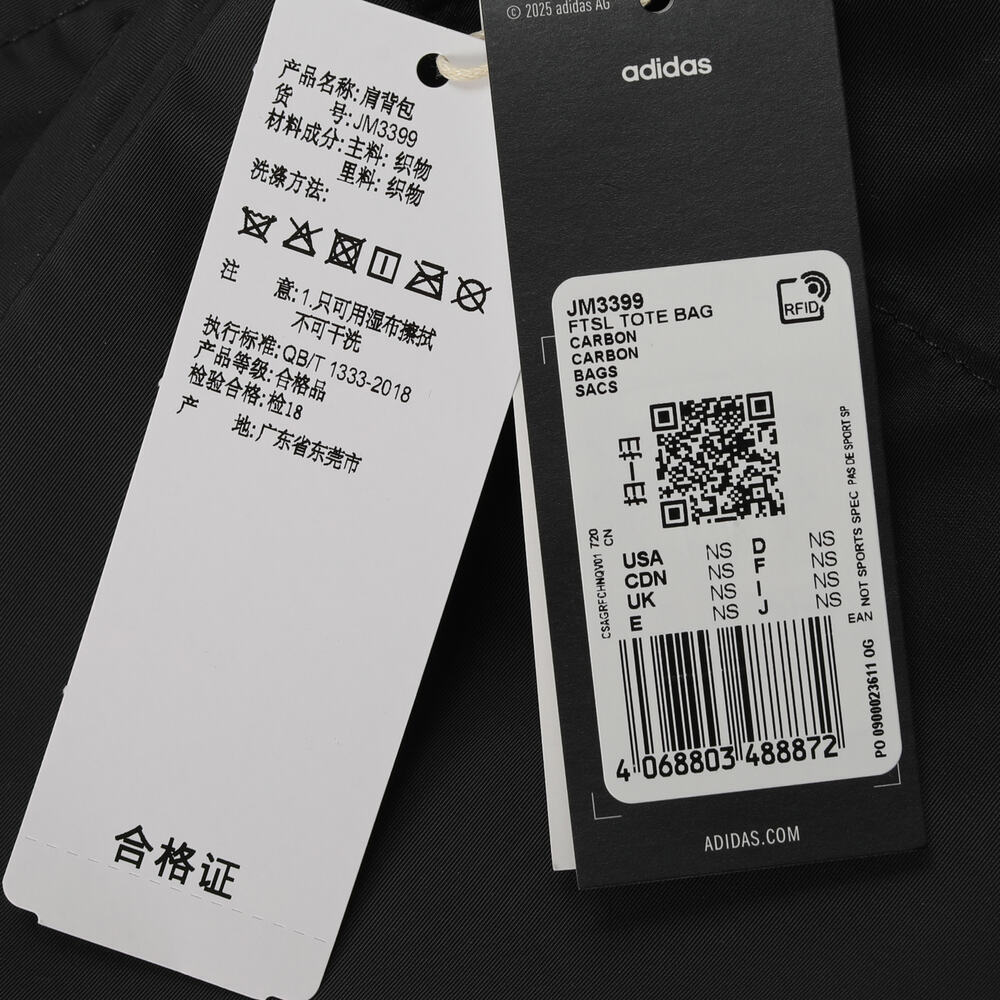 产品名称:肩背包
货 号:JM3399
材料成分:主料: 织物
里料: 织物
洗涤方法:
注 意:1.只可用湿布擦拭
不可干洗
执行标准:QB/T 1333-2018
产品等级:合格品
检验合格:检18
产 地:广东省东莞市
合格证
© 2025 adidas AG
adidas
JM3399
FTSL TOTE BAG
CARBON
CARBON
BAGS
SACS
RFID
扫一扫
CSAGRFCHNQV01 720
CN
USA NS D NS
CDN NS F NS
UK NS I NS
E NS J NS
EAN NOT SPORTS SPEC PAS DE SPORT SP
PO 0900023611 OG
4 068803 488872
ADIDAS.COM